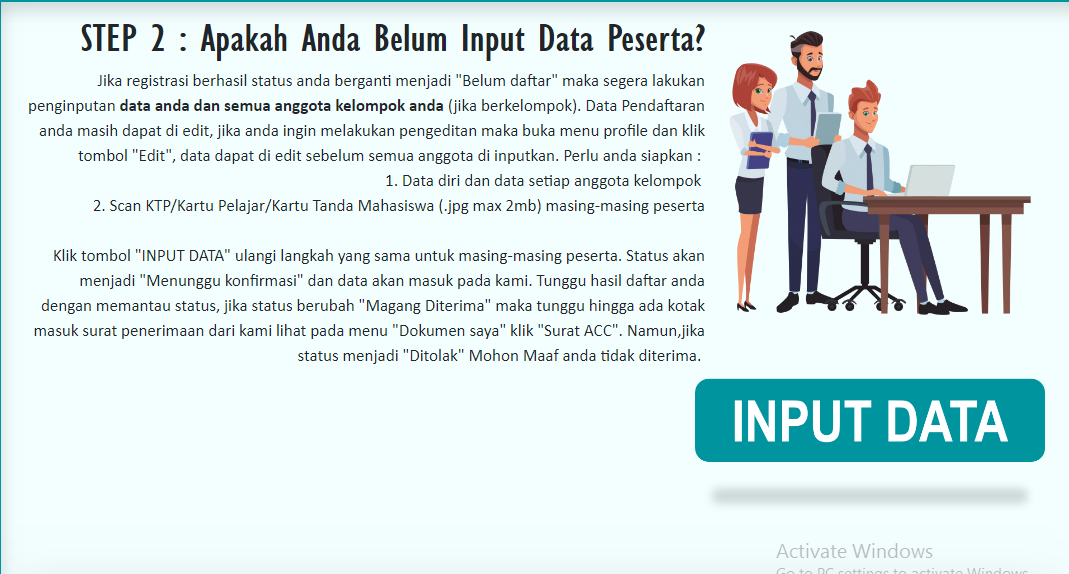 STEP 2 : Apakah Anda Belum Input Data Peserta?
Jika registrasi berhasil status anda berganti menjadi "Belum daftar" maka segera lakukan
penginputan data anda dan semua anggota kelompok anda (jika berkelompok). Data Pendaftaran
anda masih dapat di edit, jika anda ingin melakukan pengeditan maka buka menu profile dan klik
tombol "Edit", data dapat di edit sebelum semua anggota di inputkan. Perlu anda siapkan :
1. Data diri dan data setiap anggota kelompok
2. Scan KTP/Kartu Pelajar/Kartu Tanda Mahasiswa (.jpg max 2mb) masing-masing peserta
Klik tombol "INPUT DATA" ulangi langkah yang sama untuk masing-masing peserta. Status akan
menjadi "Menunggu konfirmasi" dan data akan masuk pada kami. Tunggu hasil daftar anda
dengan memantau status, jika status berubah "Magang Diterima" maka tunggu hingga ada kotak
masuk surat penerimaan dari kami lihat pada menu "Dokumen saya" klik "Surat ACC". Namun,jika
status menjadi "Ditolak" Mohon Maaf anda tidak diterima.
INPUT DATA
Activate Windows
Go to PC settings to activate Windows.